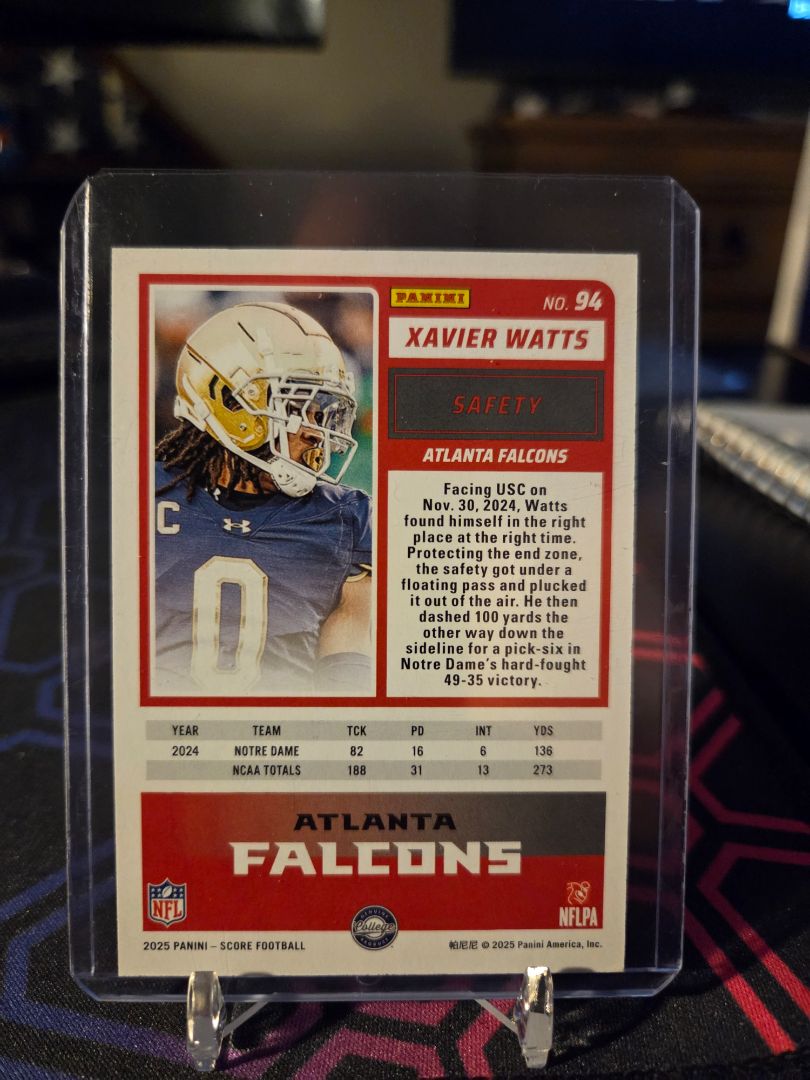 PANINI
NO. 94
XAVIER WATTS
SAFETY
ATLANTA FALCONS
Facing USC on
Nov. 30, 2024, Watts
found himself in the right
place at the right time.
Protecting the end zone,
the safety got under a
floating pass and plucked
it out of the air. He then
dashed 100 yards the
other way down the
sideline for a pick-six in
Notre Dame's hard-fought
49-35 victory.
C
0
YEAR TEAM TCK PD INT YDS
2024 NOTRE DAME 82 16 6 136
NCAA TOTALS 188 31 13 273
ATLANTA
FALCONS
NFL
GENUINE
College
PRODUCT
NFLPA
2025 PANINI – SCORE FOOTBALL
帕尼尼 © 2025 Panini America, Inc.